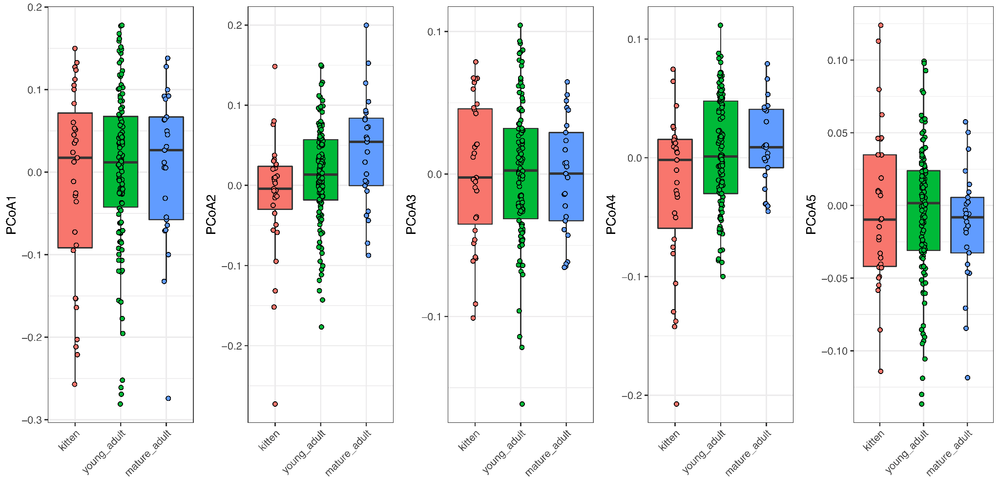 PCoA1
0.2
0.1
0.0
−0.1
−0.2
−0.3
kitten
young_adult
mature_adult
PCoA2
0.2
0.1
0.0
−0.1
−0.2
kitten
young_adult
mature_adult
PCoA3
0.1
0.0
−0.1
kitten
young_adult
mature_adult
PCoA4
0.1
0.0
−0.1
−0.2
kitten
young_adult
mature_adult
PCoA5
0.10
0.05
0.00
−0.05
−0.10
kitten
young_adult
mature_adult